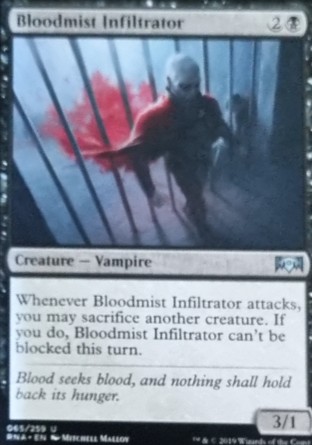 Bloodmist Infiltrator 2
Creature — Vampire
Whenever Bloodmist Infiltrator attacks,
you may sacrifice another creature. If
you do, Bloodmist Infiltrator can't be
blocked this turn.
Blood seeks blood, and nothing shall hold
back its hunger.
3/1
065/259 U
RNA • EN Mitchell Malloy
™ & © 2019 Wizards of the Coast